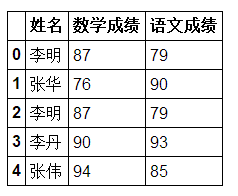 姓名 数学成绩 语文成绩
0 李明 87 79
1 张华 76 90
2 李明 87 79
3 李丹 90 93
4 张伟 94 85